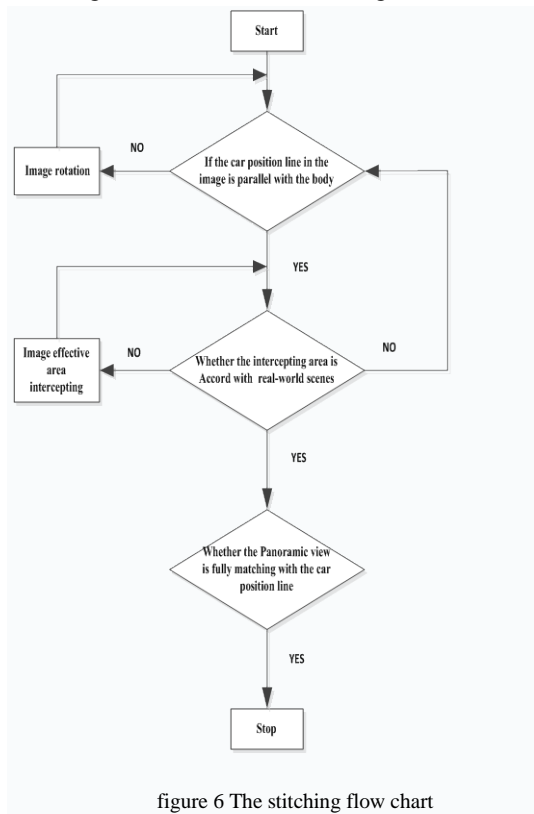 Start
NO
If the car position line in the
image is parallel with the body
Image rotation
YES
NO
NO
Image effective
area
intercepting
Whether the intercepting area is
Accord with real-world scenes
YES
Whether the Panoramic view
is fully matching with the car
position line
YES
Stop
figure 6 The stitching flow chart